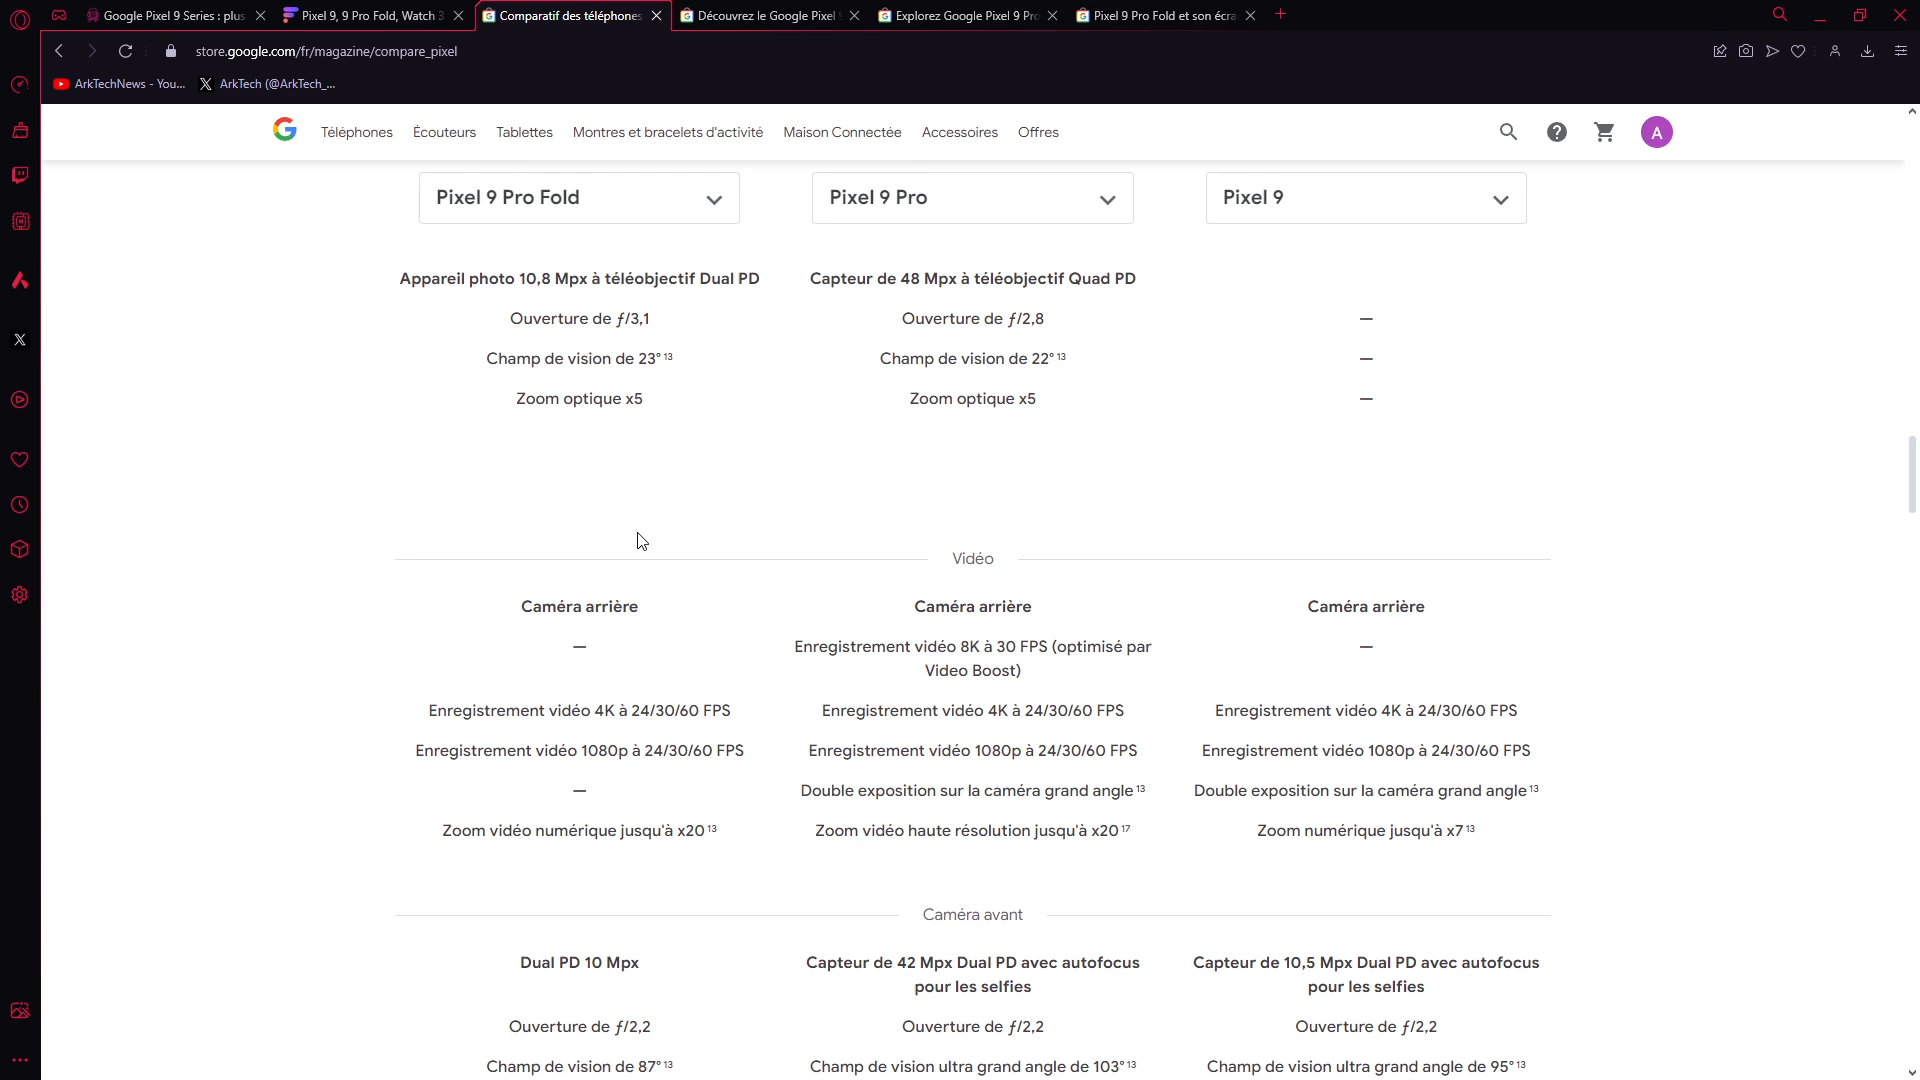 Google Pixel 9 Series : plus
Pixel 9, 9 Pro Fold, Watch 3
Comparatif des téléphones
Découvrez le Google Pixel
Explorez Google Pixel 9 Pro
Pixel 9 Pro Fold et son écra
store.google.com/fr/magazine/compare_pixel
ArkTechNews - You...
ArkTech (@ArkTech_...
Téléphones Écouteurs Tablettes Montres et bracelets d'activité Maison Connectée Accessoires Offres
A
Pixel 9 Pro Fold Pixel 9 Pro Pixel 9
Appareil photo 10,8 Mpx à téléobjectif Dual PD Capteur de 48 Mpx à téléobjectif Quad PD
Ouverture de ƒ/3,1 Ouverture de ƒ/2,8 —
Champ de vision de 23° 13 Champ de vision de 22° 13 —
Zoom optique x5 Zoom optique x5 —
Vidéo
Caméra arrière Caméra arrière Caméra arrière
— Enregistrement vidéo 8K à 30 FPS (optimisé par —
Video Boost)
Enregistrement vidéo 4K à 24/30/60 FPS Enregistrement vidéo 4K à 24/30/60 FPS Enregistrement vidéo 4K à 24/30/60 FPS
Enregistrement vidéo 1080p à 24/30/60 FPS Enregistrement vidéo 1080p à 24/30/60 FPS Enregistrement vidéo 1080p à 24/30/60 FPS
— Double exposition sur la caméra grand angle 13 Double exposition sur la caméra grand angle 13
Zoom vidéo numérique jusqu'à x20 13 Zoom vidéo haute résolution jusqu'à x20 17 Zoom numérique jusqu'à x7 13
Caméra avant
Dual PD 10 Mpx Capteur de 42 Mpx Dual PD avec autofocus Capteur de 10,5 Mpx Dual PD avec autofocus
pour les selfies pour les selfies
Ouverture de ƒ/2,2 Ouverture de ƒ/2,2 Ouverture de ƒ/2,2
Champ de vision de 87° 13 Champ de vision ultra grand angle de 103° 13 Champ de vision ultra grand angle de 95° 13